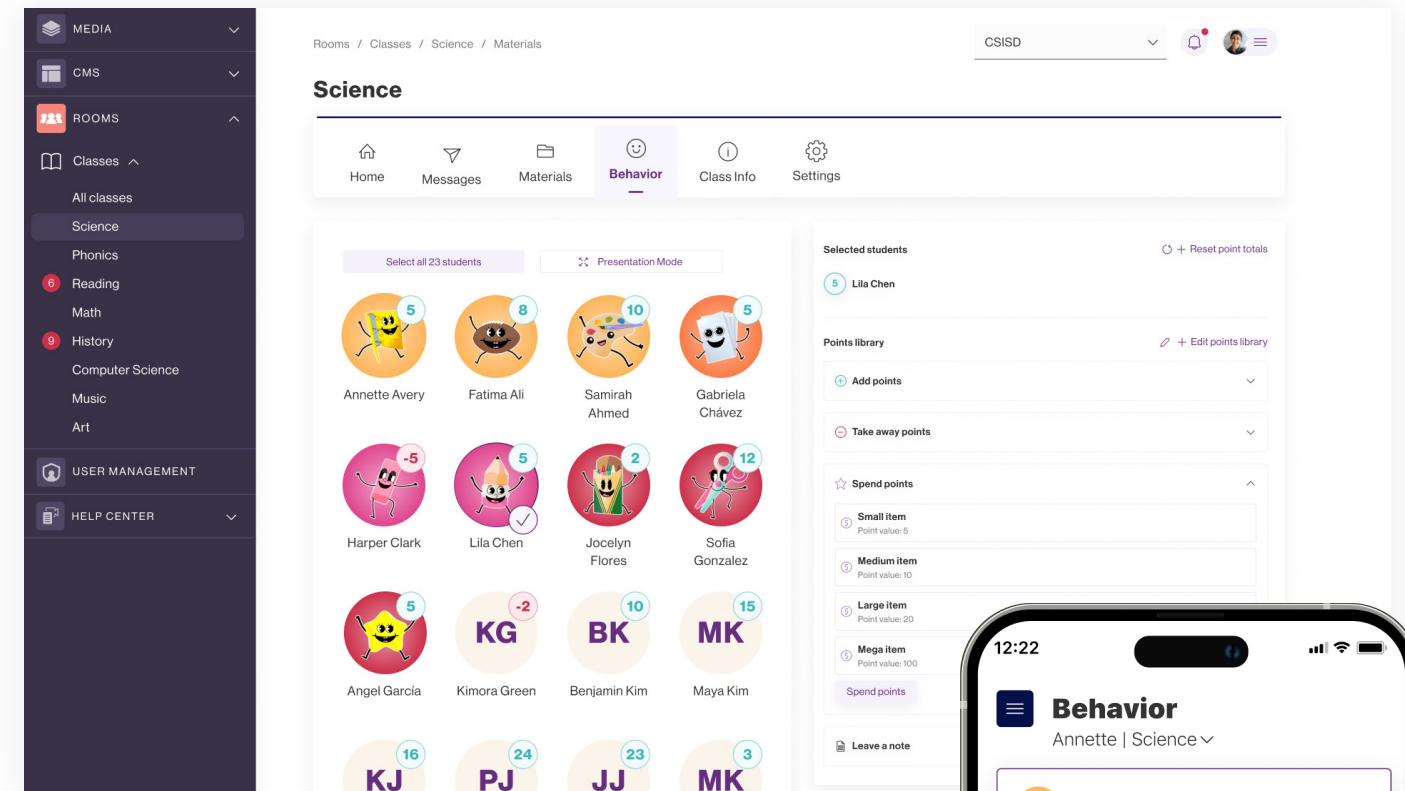 MEDIA
CMS
ROOMS
Classes
All classes
Science
Phonics
6 Reading
Math
9 History
Computer Science
Music
Art
USER MANAGEMENT
HELP CENTER
Rooms / Classes / Science / Materials
CSISD
Science
Home
Messages
Materials
Behavior
Class Info
Settings
Select all 23 students
Presentation Mode
5
8
10
5
Annette Avery
Fatima Ali
Samirah
Ahmed
Gabriela
Chávez
-5
5
2
12
Harper Clark
Lila Chen
Jocelyn
Flores
Sofia
Gonzalez
5
KG -2
BK 10
MK 15
Angel García
Kimora Green
Benjamin Kim
Maya Kim
KJ 16
PJ 24
JJ 23
MK 3
Selected students
+ Reset point totals
5 Lila Chen
Points library
+ Edit points library
Add points
Take away points
Spend points
Small item
Point value: 5
Medium item
Point value: 10
Large item
Point value: 20
Mega item
Point value: 100
Spend points
Leave a note
12:22
Behavior
Annette | Science